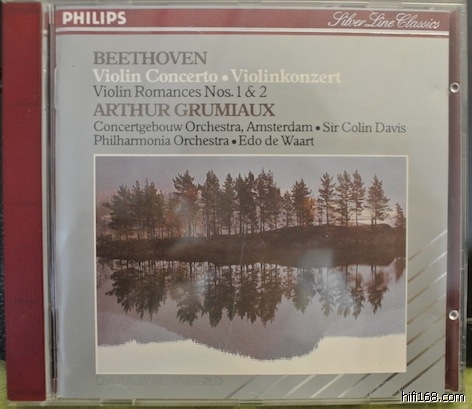 PHILIPS
Silver Line Classics
BEETHOVEN
Violin Concerto • Violinkonzert
Violin Romances Nos. 1 & 2
ARTHUR GRUMIAUX
Concertgebouw Orchestra, Amsterdam • Sir Colin Davis
Philharmonia Orchestra • Edo de Waart
hifi168.com